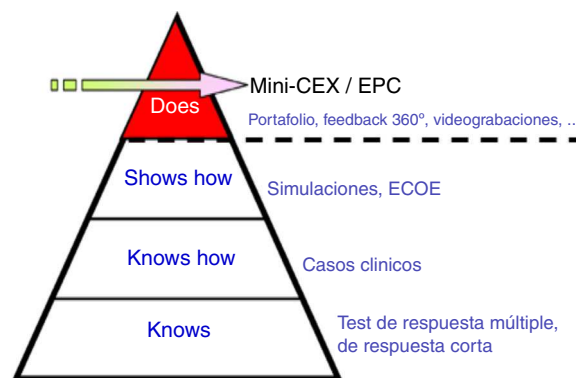 Mini-CEX / EPC
Does
Portafolio, feedback 360º, videograbaciones, ...
Shows how
Simulaciones, ECOE
Knows how
Casos clinicos
Knows
Test de respuesta múltiple,
de respuesta corta